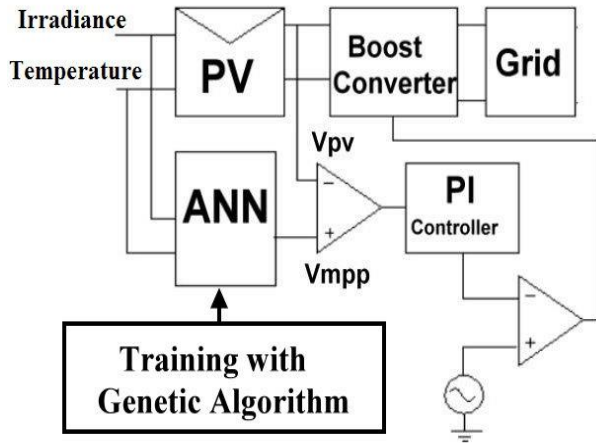 Irradiance
Temperature
PV
Boost
Converter
Grid
ANN
Vpv
−
+
Vmpp
PI
Controller
−
+
Training with
Genetic Algorithm